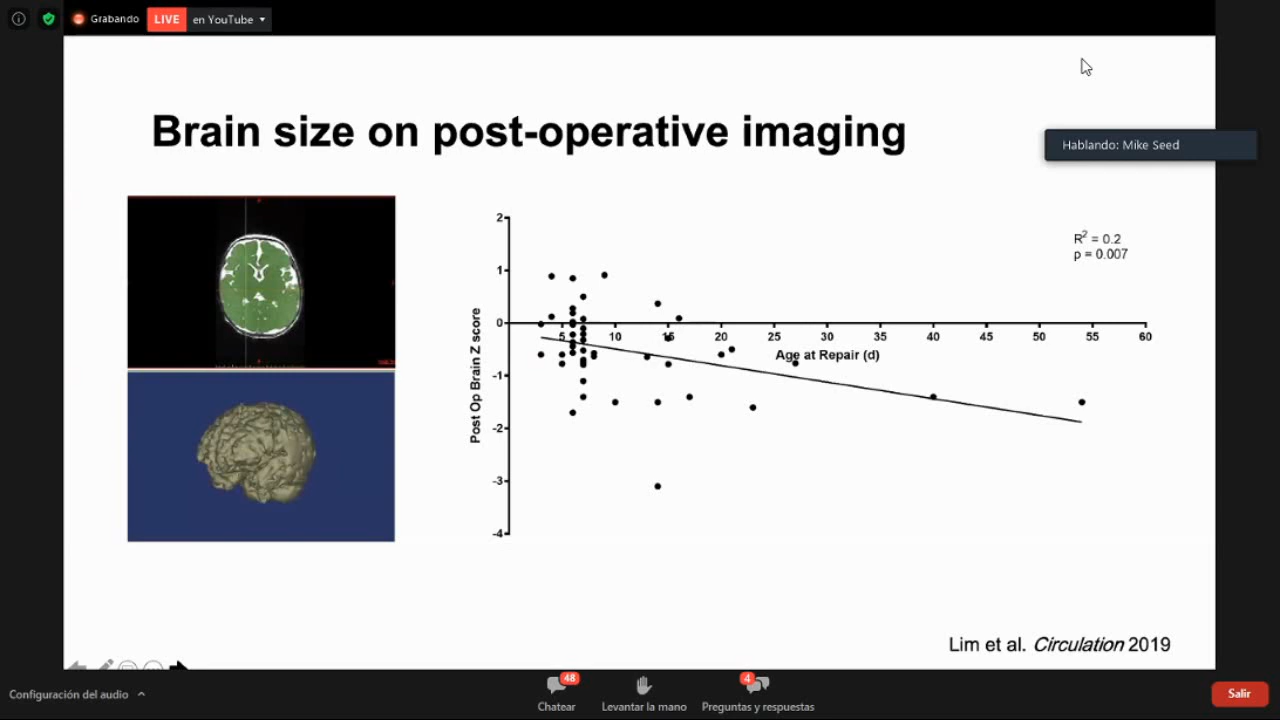 Grabando
LIVE
en YouTube
Brain size on post-operative imaging
Hablando: Mike Seed
R2 = 0.2
p = 0.007
2
1
0
-1
-2
-3
-4
5 10 15 20 25 30 35 40 45 50 55 60
Age at Repair (d)
Post Op Brain Z score
Lim et al. Circulation 2019
Configuración del audio
48
Chatear
Levantar la mano
4
Preguntas y respuestas
Salir